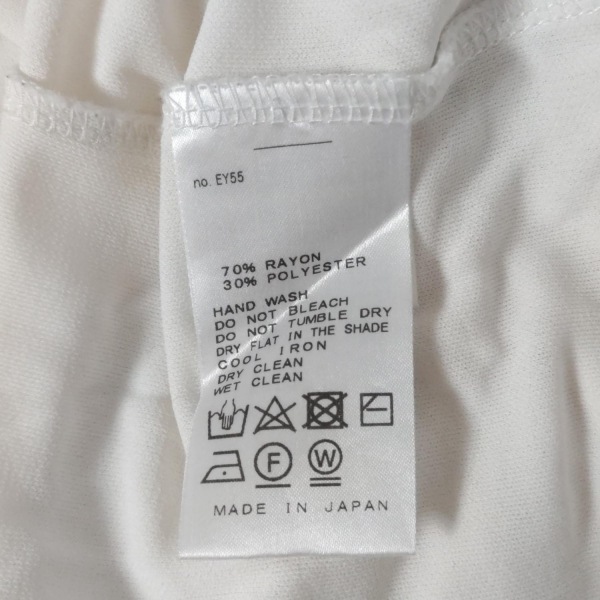 no. EY55
70% RAYON
30% POLYESTER
HAND WASH
DO NOT BLEACH
DO NOT TUMBLE DRY
DRY FLAT IN THE SHADE
COOL IRON
DRY CLEAN
WET CLEAN
F W
MADE IN JAPAN